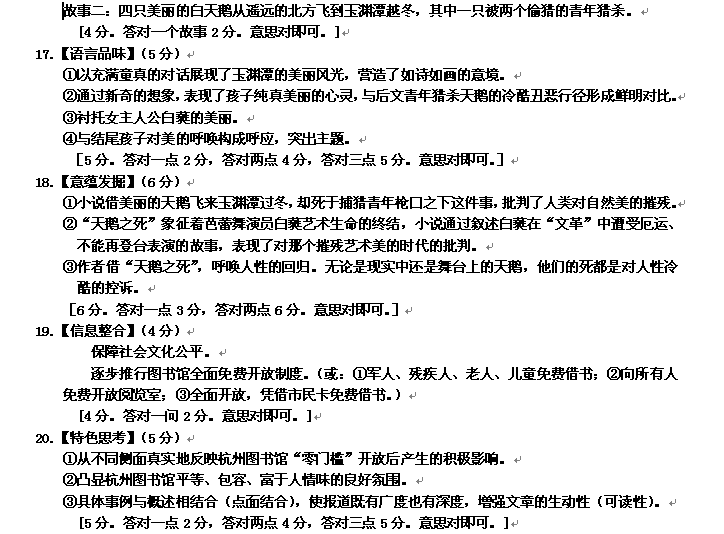 故事二：四只美丽的白天鹅从遥远的北方飞到玉渊潭越冬，其中一只被两个偷猎的青年猎杀。
[4分。答对一个故事2分。意思对即可。]
17.【语言品味】(5分)
①以充满童真的对话展现了玉渊潭的美丽风光，营造了如诗如画的意境。
②通过新奇的想象，表现了孩子纯真美丽的心灵，与后文青年猎杀天鹅的冷酷丑恶行径形成鲜明对比。
③衬托女主人公白蕤的美丽。
④与结尾孩子对美的呼唤构成呼应，突出主题。
[5分。答对一点2分，答对两点4分，答对三点5分。意思对即可。]
18.【意蕴发掘】(6分)
①小说借美丽的天鹅飞来玉渊潭过冬，却死于捕猎青年枪口之下这件事，批判了人类对自然美的摧残。
②“天鹅之死”象征着芭蕾舞演员白蕤艺术生命的终结，小说通过叙述白蕤在“文革”中遭受厄运、
不能再登台表演的故事，表现了对那个摧残艺术美的时代的批判。
③作者借“天鹅之死”，呼唤人性的回归。无论是现实中还是舞台上的天鹅，他们的死都是对人性冷
酷的控诉。
[6分。答对一点3分，答对两点6分。意思对即可。]
19.【信息整合】(4分)
保障社会文化公平。
逐步推行图书馆全面免费开放制度。（或：①军人、残疾人、老人、儿童免费借书；②向所有人
免费开放阅览室；③全面开放，凭借市民卡免费借书。）
[4分。答对一问2分。意思对即可。]
20.【特色思考】(5分)
①从不同侧面真实地反映杭州图书馆“零门槛”开放后产生的积极影响。
②凸显杭州图书馆平等、包容、富于人情味的良好氛围。
③具体事例与概述相结合（点面结合），使报道既有广度也有深度，增强文章的生动性（可读性）。
[5分。答对一点2分，答对两点4分，答对三点5分。意思对即可。]